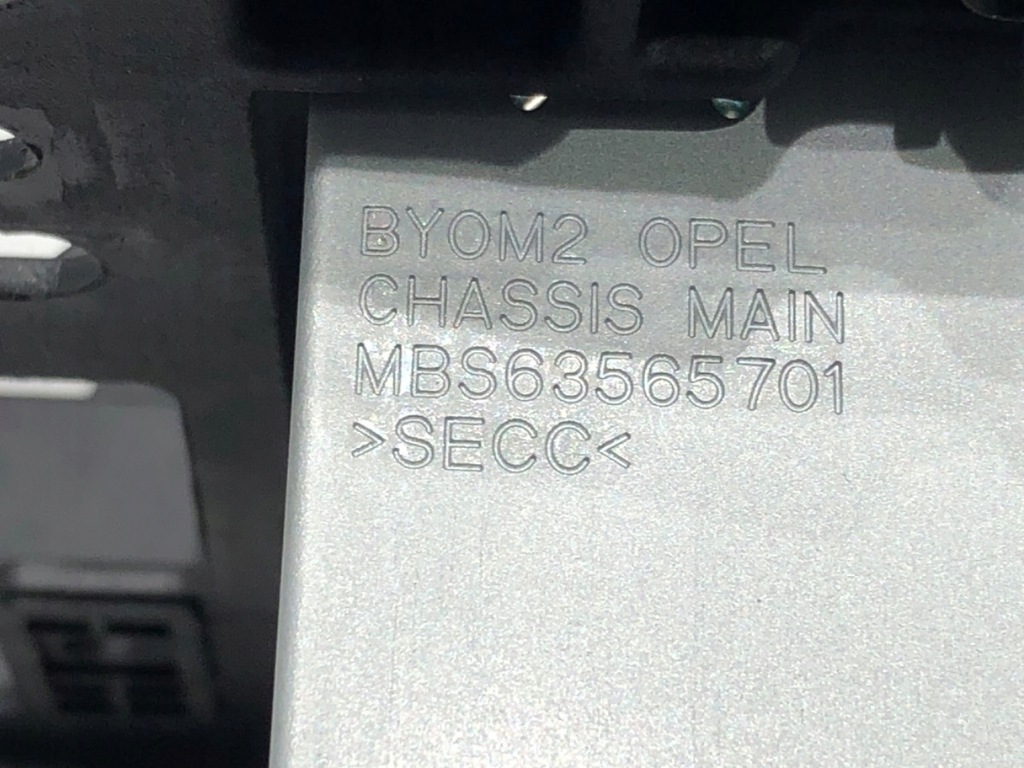 BYOM2 OPEL
CHASSIS MAIN
MBS63565701
>SECC<